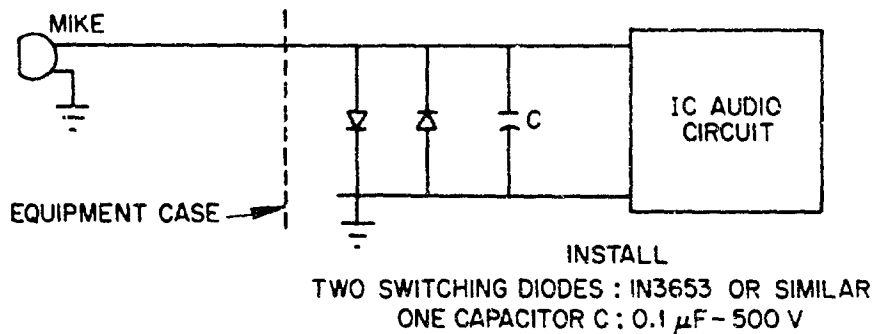 MIKE
C
IC AUDIO
CIRCUIT
EQUIPMENT CASE
INSTALL
TWO SWITCHING DIODES : IN3653 OR SIMILAR
ONE CAPACITOR C : 0.1 μF - 500 V